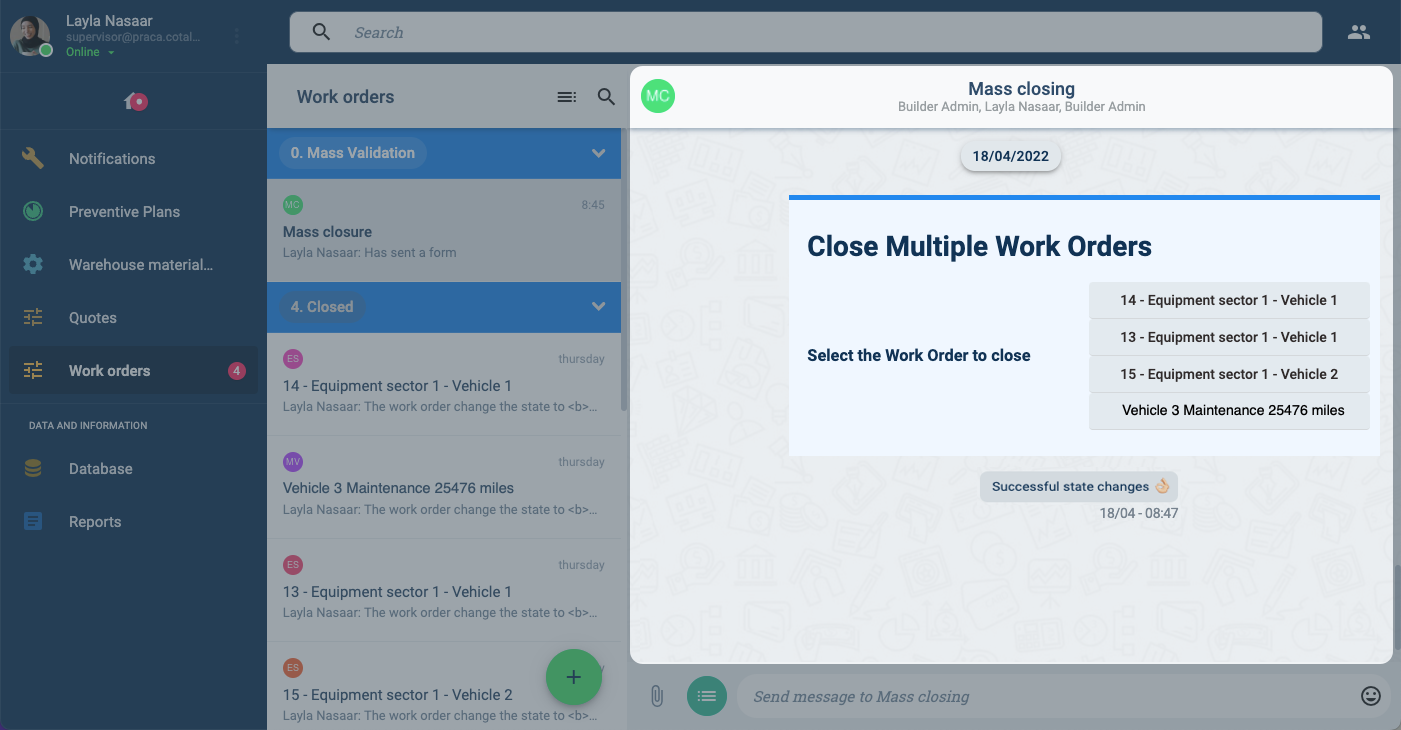 Layla Nasaar
supervisor@praca.cotal...
Online
Search
Notifications
Preventive Plans
Warehouse material...
Quotes
Work orders
4
DATA AND INFORMATION
Database
Reports
Work orders
0. Mass Validation
MC
8:45
Mass closure
Layla Nasaar: Has sent a form
4. Closed
ES
thursday
14 - Equipment sector 1 - Vehicle 1
Layla Nasaar: The work order change the state to <b>...
MV
thursday
Vehicle 3 Maintenance 25476 miles
Layla Nasaar: The work order change the state to <b>...
ES
thursday
13 - Equipment sector 1 - Vehicle 1
Layla Nasaar: The work order change the state to <b>...
ES
15 - Equipment sector 1 - Vehicle 2
Layla Nasaar: The work order change the state to <b>...
MC
Mass closing
Builder Admin, Layla Nasaar, Builder Admin
18/04/2022
Close Multiple Work Orders
Select the Work Order to close
14 - Equipment sector 1 - Vehicle 1
13 - Equipment sector 1 - Vehicle 1
15 - Equipment sector 1 - Vehicle 2
Vehicle 3 Maintenance 25476 miles
Successful state changes 👌🏼
18/04 - 08:47
Send message to Mass closing